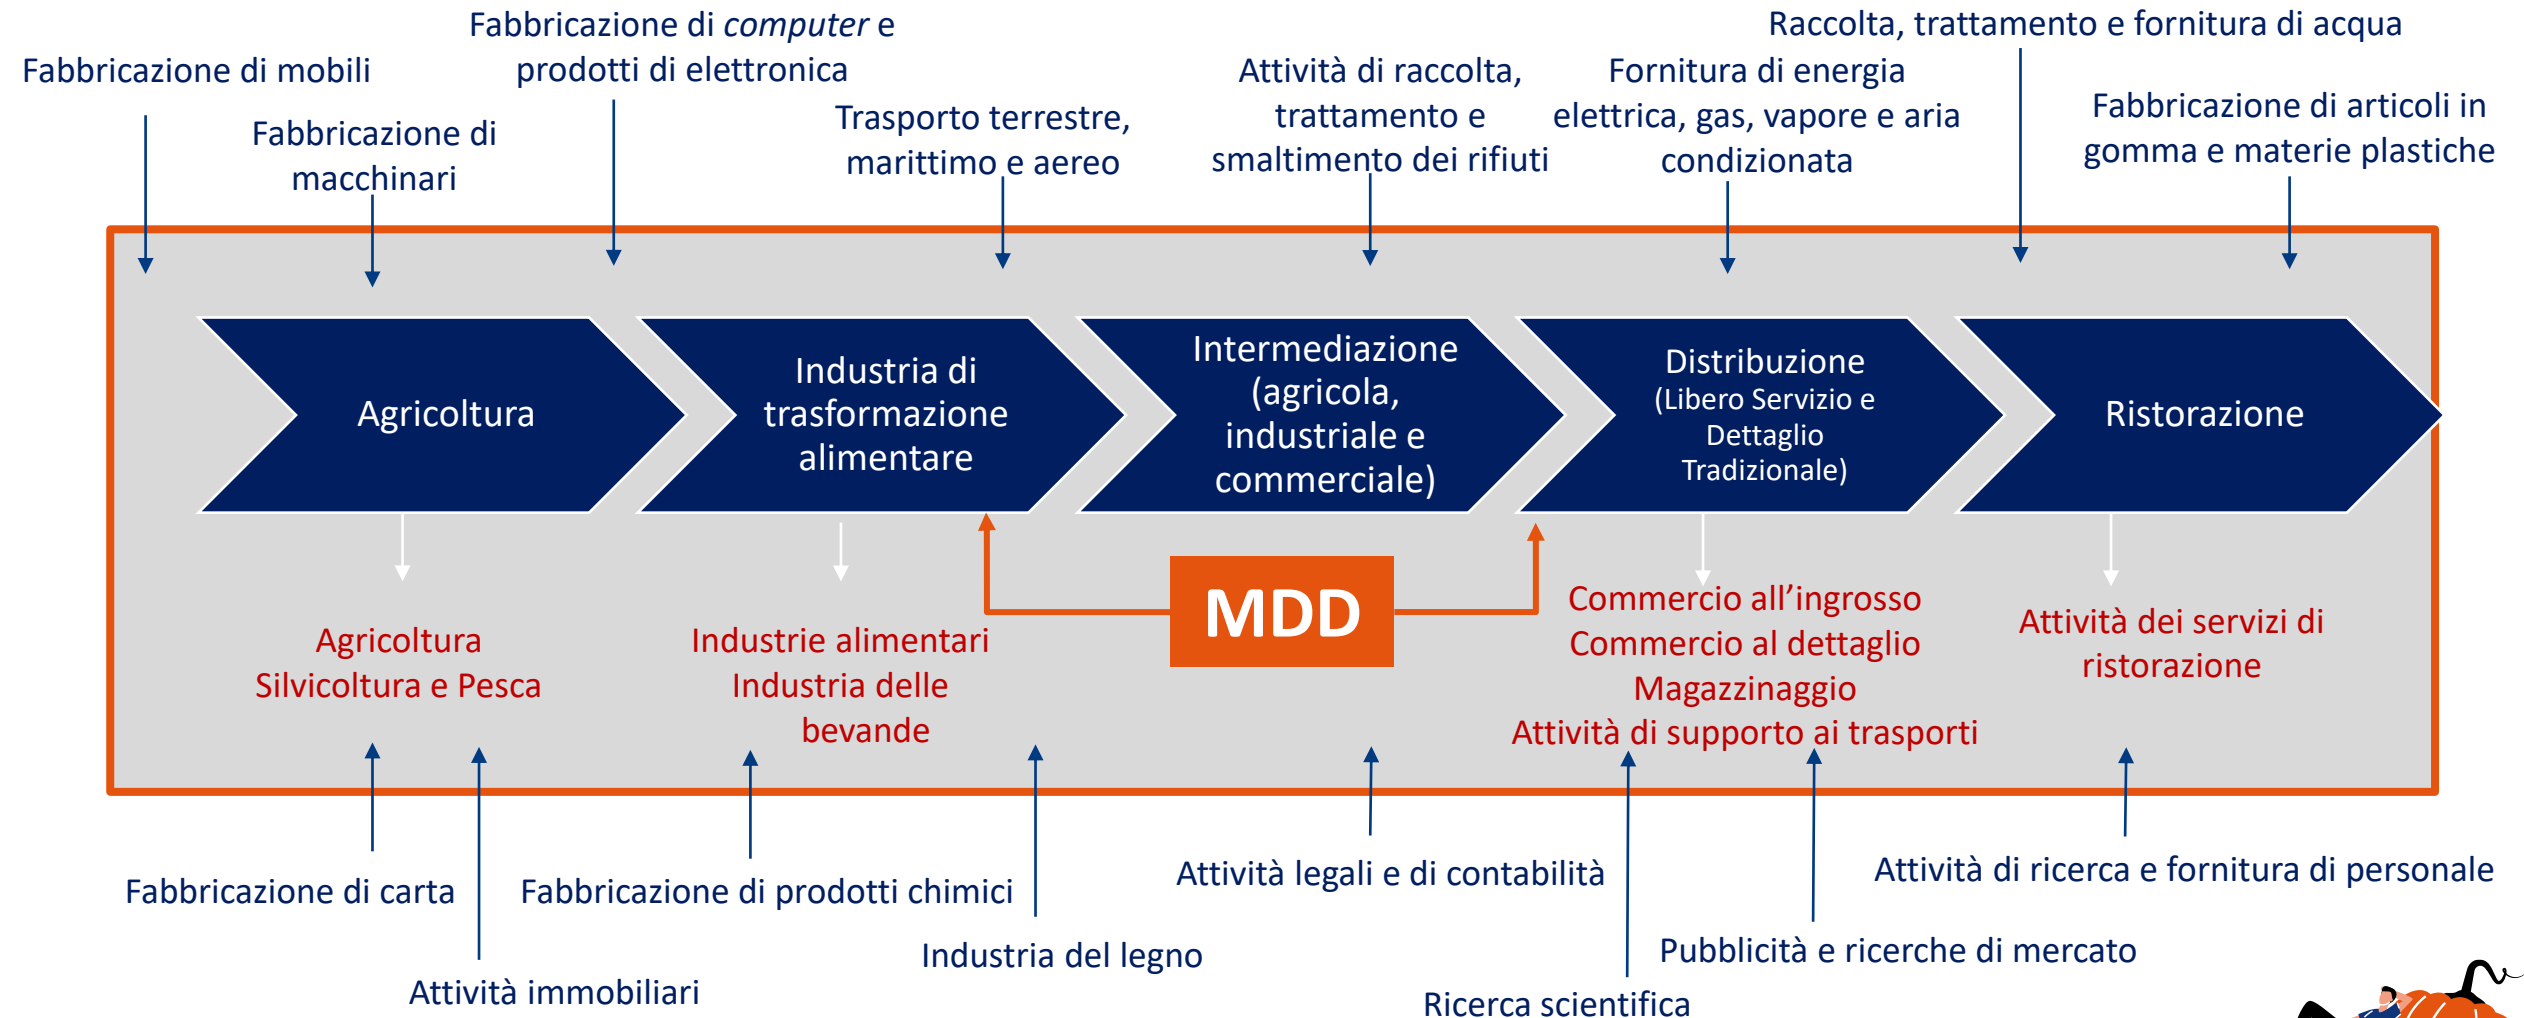 Fabbricazione di mobili
Fabbricazione di
macchinari
Fabbricazione di computer e
prodotti di elettronica
Trasporto terrestre,
marittimo e aereo
Attività di raccolta,
trattamento e
smaltimento dei rifiuti
Fornitura di energia
elettrica, gas, vapore e aria
condizionata
Raccolta, trattamento e fornitura di acqua
Fabbricazione di articoli in
gomma e materie plastiche
Agricoltura
Industria di
trasformazione
alimentare
Intermediazione
(agricola,
industriale e
commerciale)
Distribuzione
(Libero Servizio e
Dettaglio
Tradizionale)
Ristorazione
MDD
Agricoltura
Silvicoltura e Pesca
Industrie alimentari
Industria delle
bevande
Commercio all’ingrosso
Commercio al dettaglio
Magazzinaggio
Attività di supporto ai trasporti
Attività dei servizi di
ristorazione
Fabbricazione di carta
Attività immobiliari
Fabbricazione di prodotti chimici
Industria del legno
Attività legali e di contabilità
Ricerca scientifica
Pubblicità e ricerche di mercato
Attività di ricerca e fornitura di personale